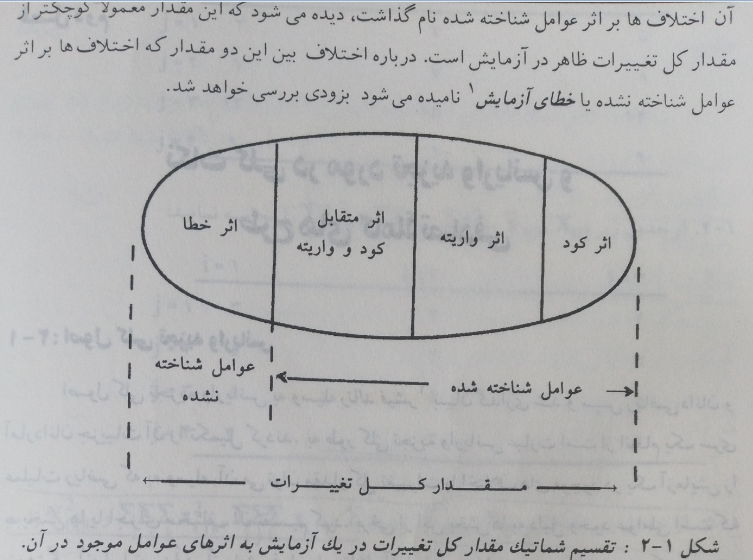 آن اختلاف ها بر اثر عوامل شناخته شده نام گذاشت، دیده می شود که این مقدار معمولاً کوچکتر از
مقدار کل تغییرات ظاهر در آزمایش است. درباره اختلاف بین این دو مقدار که اختلاف ها بر اثر
عوامل شناخته نشده یا خطای آزمایش۱ نامیده می شود بزودی بررسی خواهد شد.
اثر کود
اثر واریته
اثر متقابل
کود و واریته
اثر خطا
عوامل شناخته شده
عوامل شناخته
نشده
مقدار کل تغییرات
شکل ۱-۲ : تقسیم شماتیك مقدار کل تغییرات در یك آزمایش به اثرهای عوامل موجود در آن.